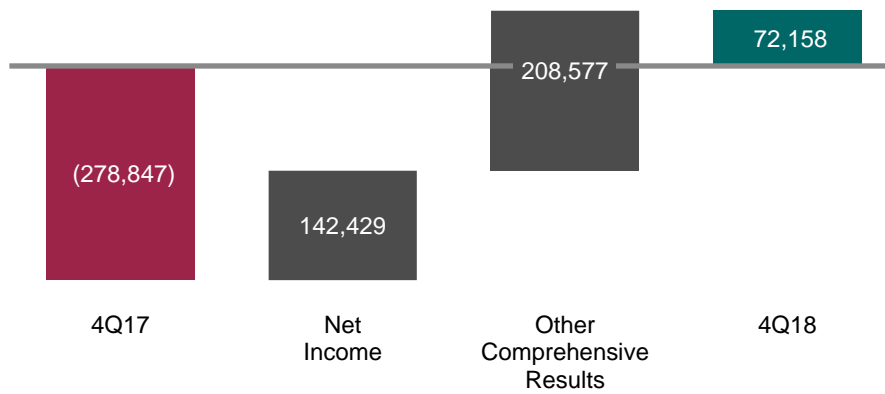 72,158
208,577
(278,847)
142,429
4Q17
Net
Income
Other
Comprehensive
Results
4Q18